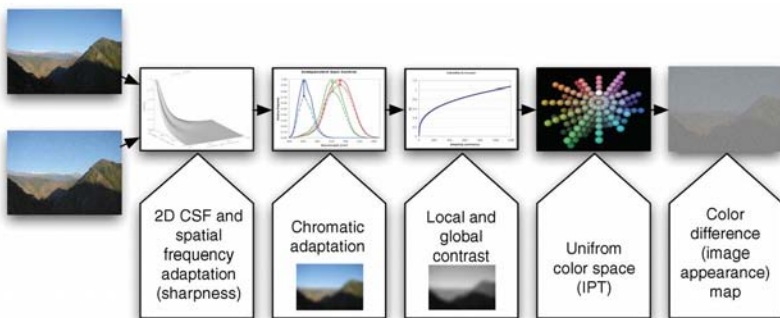 2D CSF and
spatial
frequency
adaptation
(sharpness)
Chromatic
adaptation
Local and
global
contrast
Unifrom
color space
(IPT)
Color
difference
(image
appearance)
map